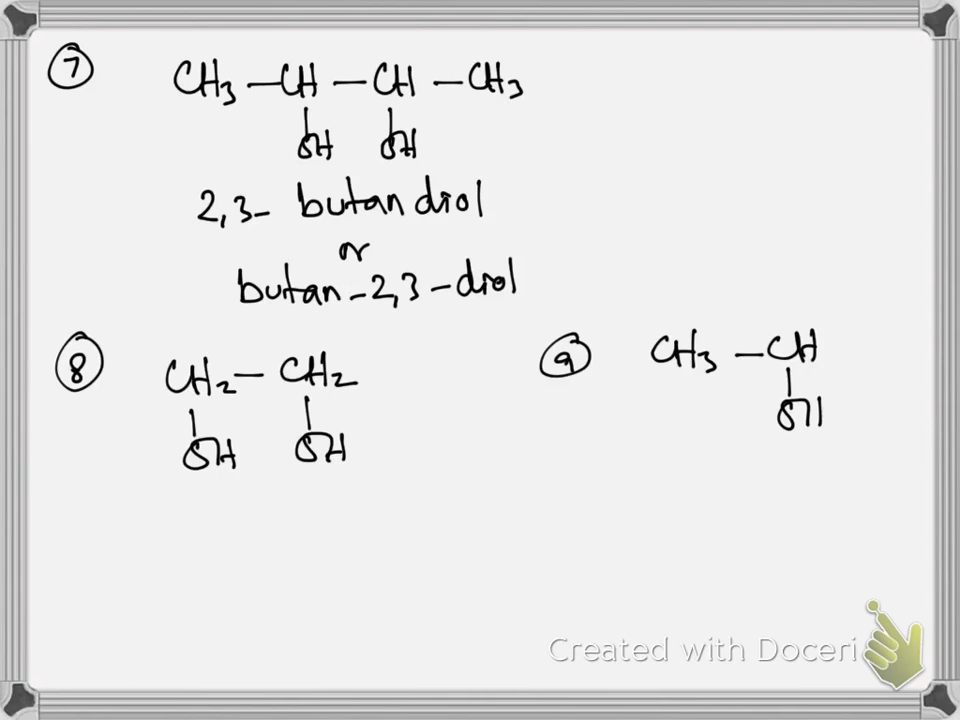 7 CH3 — CH — CH — CH3
OH OH
2,3- butandiol
or
butan-2,3-diol
8 CH2 — CH2
OH OH
9 CH3 — CH
OH
Created with Doceri